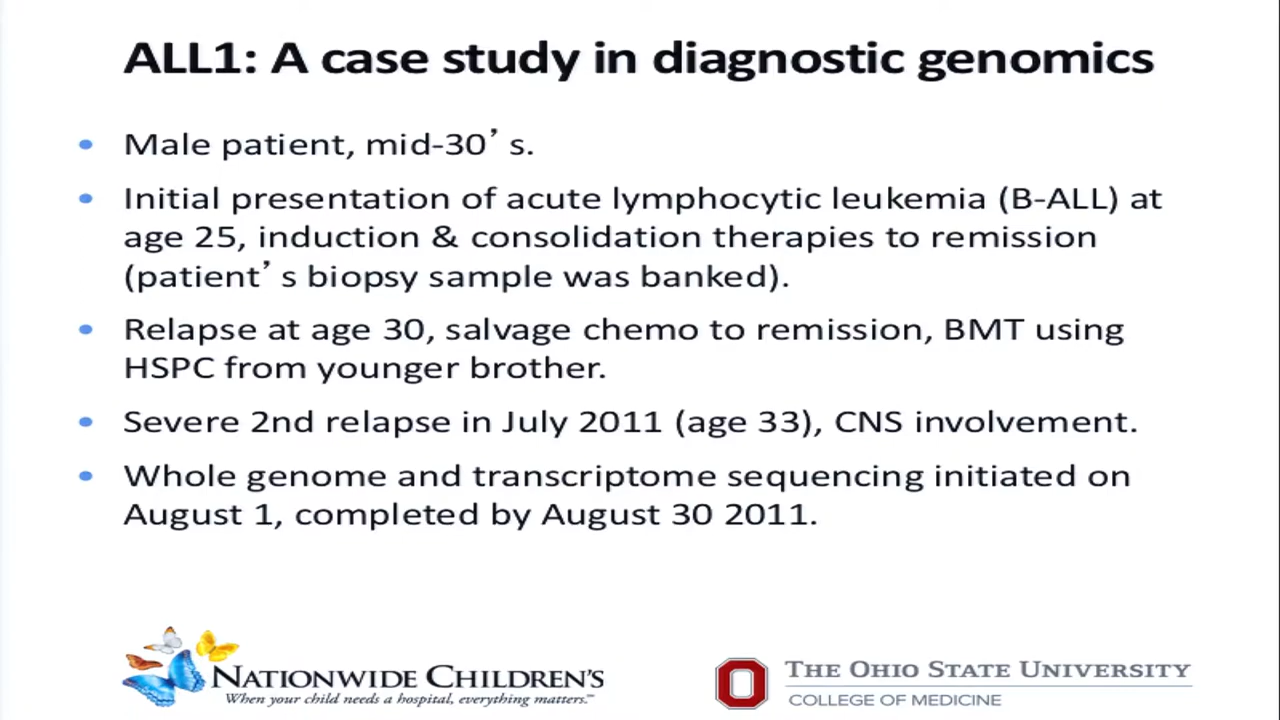 ALL1: A case study in diagnostic genomics
• Male patient, mid-30’s.
• Initial presentation of acute lymphocytic leukemia (B-ALL) at
age 25, induction & consolidation therapies to remission
(patient’s biopsy sample was banked).
• Relapse at age 30, salvage chemo to remission, BMT using
HSPC from younger brother.
• Severe 2nd relapse in July 2011 (age 33), CNS involvement.
• Whole genome and transcriptome sequencing initiated on
August 1, completed by August 30 2011.
NATIONWIDE CHILDREN'S
When your child needs a hospital, everything matters.™
THE OHIO STATE UNIVERSITY
COLLEGE OF MEDICINE